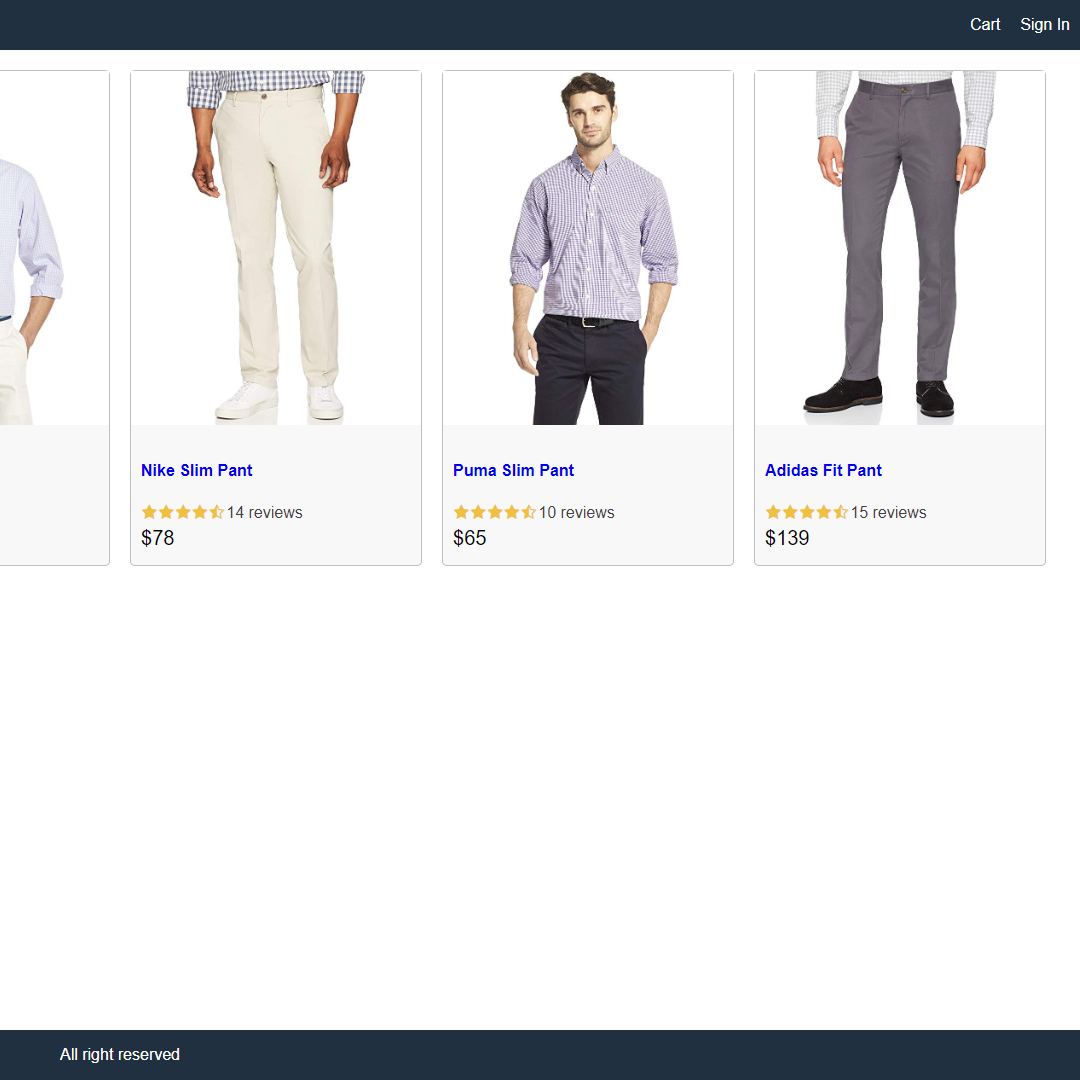 Cart Sign In
Nike Slim Pant
14 reviews
$78
Puma Slim Pant
10 reviews
$65
Adidas Fit Pant
15 reviews
$139
All right reserved